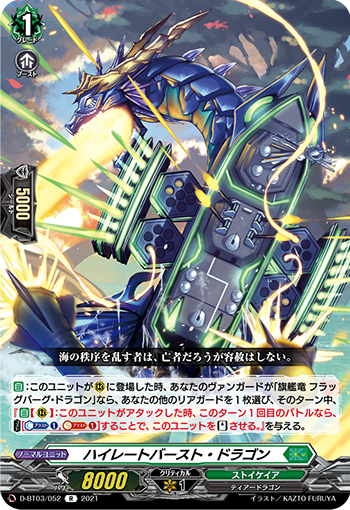 1
グレード
ブースト
5000
シールド
海の秩序を乱す者は、亡者だろうが容赦はしない。
【自】:このユニットが(R)に登場した時、あなたのヴァンガードが「旗艦竜 フラッグバーグ・ドラゴン」なら、あなたの他のリアガードを1枚選び、そのターン中、
『【自】【(R)】:このユニットがアタックした時、このターン1回目のバトルなら、
【コスト】[【カウンターブラスト】(1),【ソウルブラスト】(1)]することで、このユニットを【スタンド】させる。』を与える。
ノーマルユニット
ハイレートバースト・ドラゴン
パワー
8000
クリティカル
1
ストイケイア
ティアードラゴン
D-BT03/052 R 2021
イラスト/KAZTO FURUYA